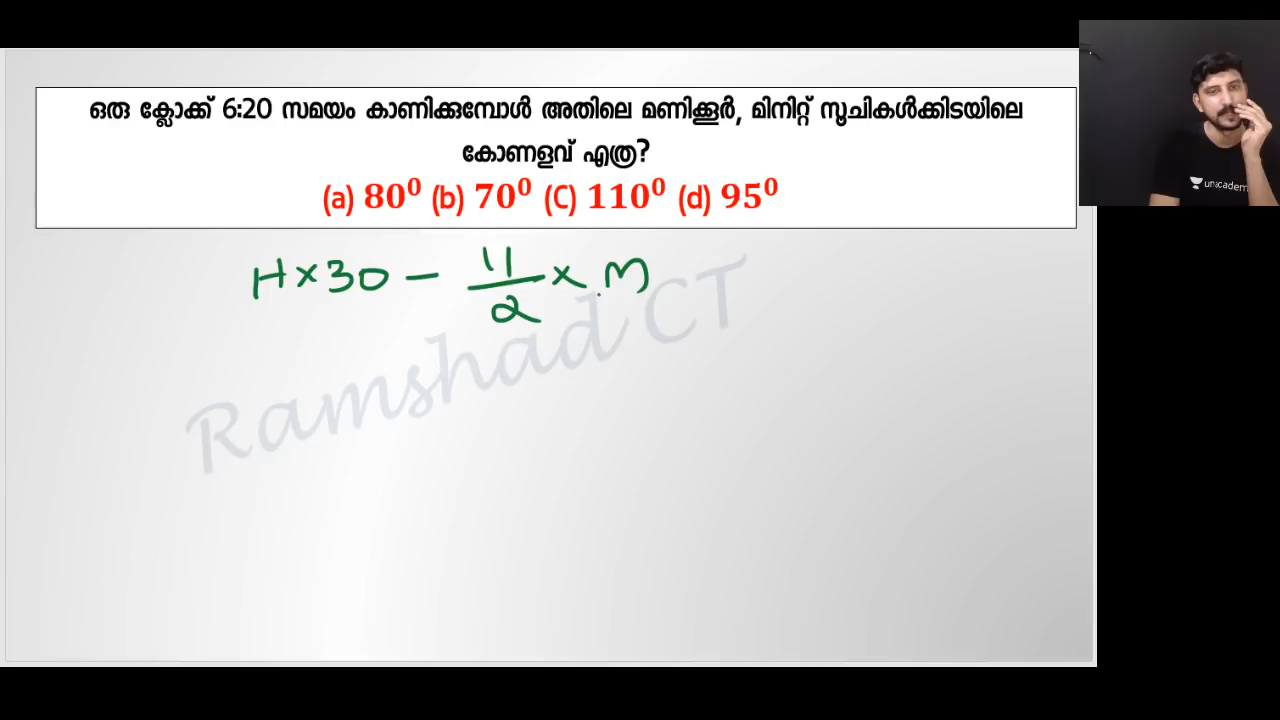 ഒരു ക്ലോക്ക് 6:20 സമയം കാണിക്കുമ്പോൾ അതിലെ മണിക്കൂർ, മിനിറ്റ് സൂചികൾക്കിടയിലെ
കോണളവ് എത്ര?
(a) 80⁰ (b) 70⁰ (C) 110⁰ (d) 95⁰
H × 30 − 11/2 × M
Ramshad CT
unacademy